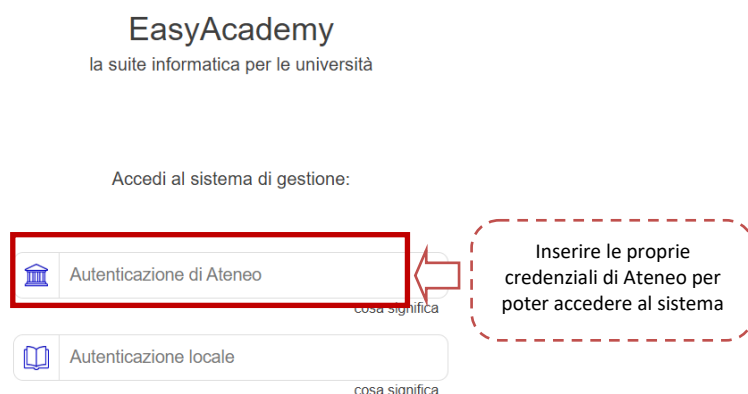 EasyAcademy
la suite informatica per le università
Accedi al sistema di gestione:
Autenticazione di Ateneo
cosa significa
Inserire le proprie
credenziali di Ateneo per
poter accedere al sistema
Autenticazione locale
cosa significa